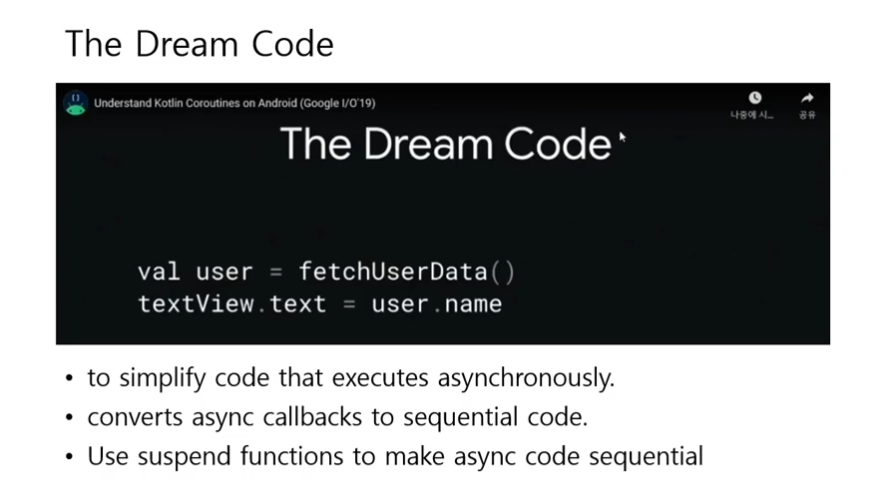 The Dream Code
Understand Kotlin Coroutines on Android (Google I/O'19)
나중에 시...
공유
The Dream Code
val user = fetchUserData()
textView.text = user.name
• to simplify code that executes asynchronously.
• converts async callbacks to sequential code.
• Use suspend functions to make async code sequential